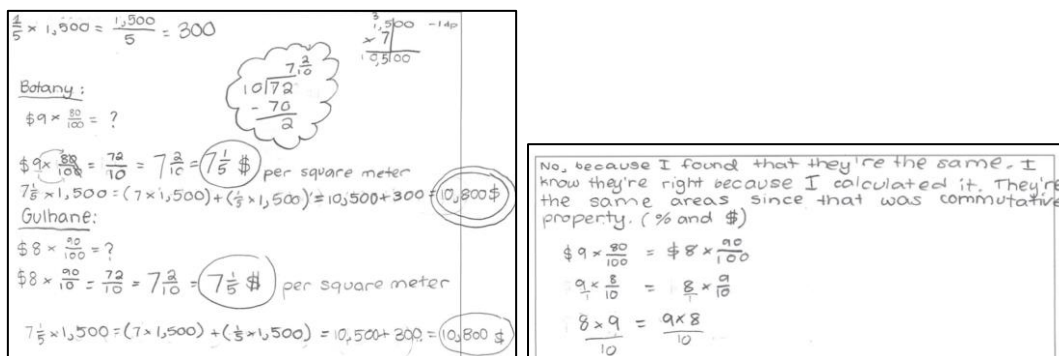 1/5 × 1,500 = 1,500/5 = 300
3
1,500 -1dp
× 7
10,500
7 2/10
10)72
- 70
2
Botany:
$9 × 80/100 = ?
$9 × 80/100 = 72/10 = 7 2/10 = 7 1/5 $ per square meter
7 1/5 × 1,500 = (7 × 1,500) + (1/5 × 1,500) = 10,500 + 300 = 10,800 $
Gulhane:
$8 × 90/100 = ?
$8 × 90/10 = 72/10 = 7 2/10 = 7 1/5 $ per square meter
7 1/5 × 1,500 = (7 × 1,500) + (1/5 × 1,500) = 10,500 + 300 = 10,800 $
No, because I found that they're the same. I
know they're right because I calculated it. They're
the same areas since that was commutative
property. (% and $)
$9 × 80/100 = $8 × 90/100
9/1 × 8/10 = 8/1 × 9/10
8×9/10 = 9×8/10